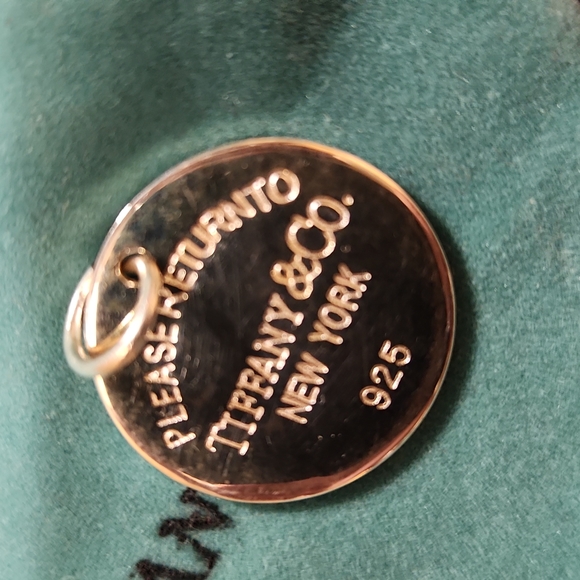 PLEASE RETURN TO
TIFFANY & CO.
NEW YORK
925